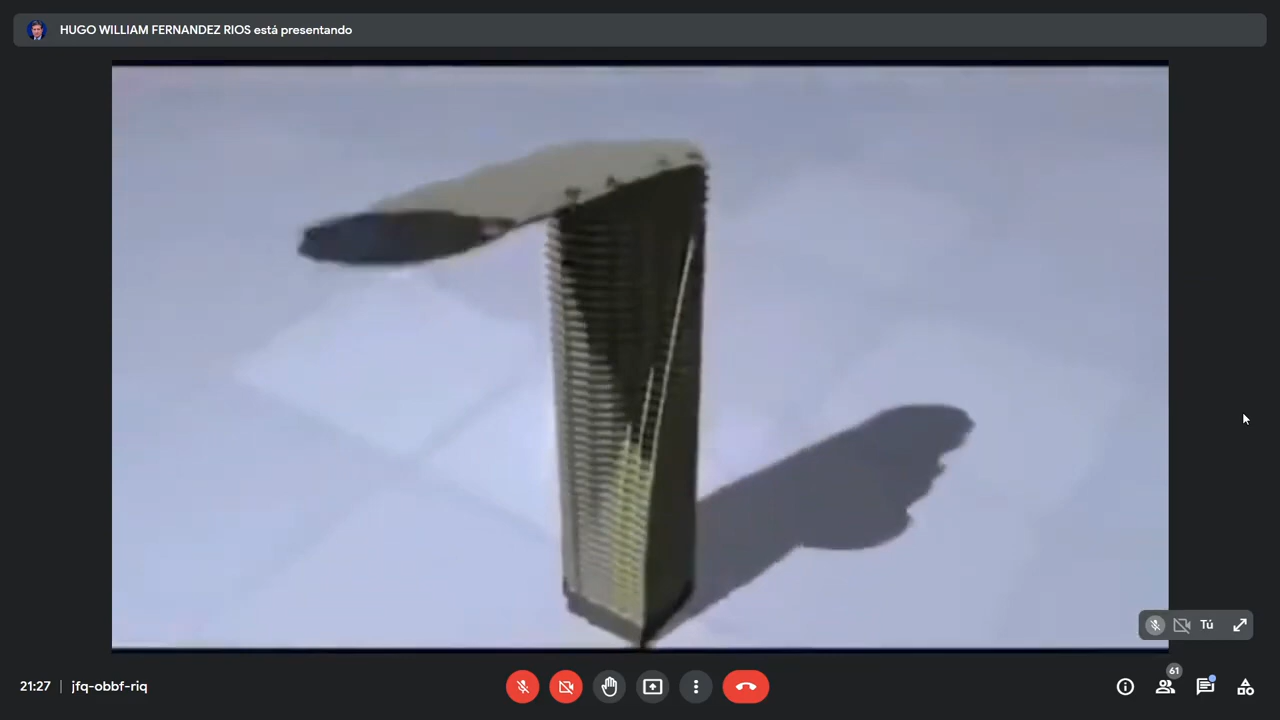 HUGO WILLIAM FERNANDEZ RIOS está presentando
Tú
61
21:27 | jfq-obbf-riq